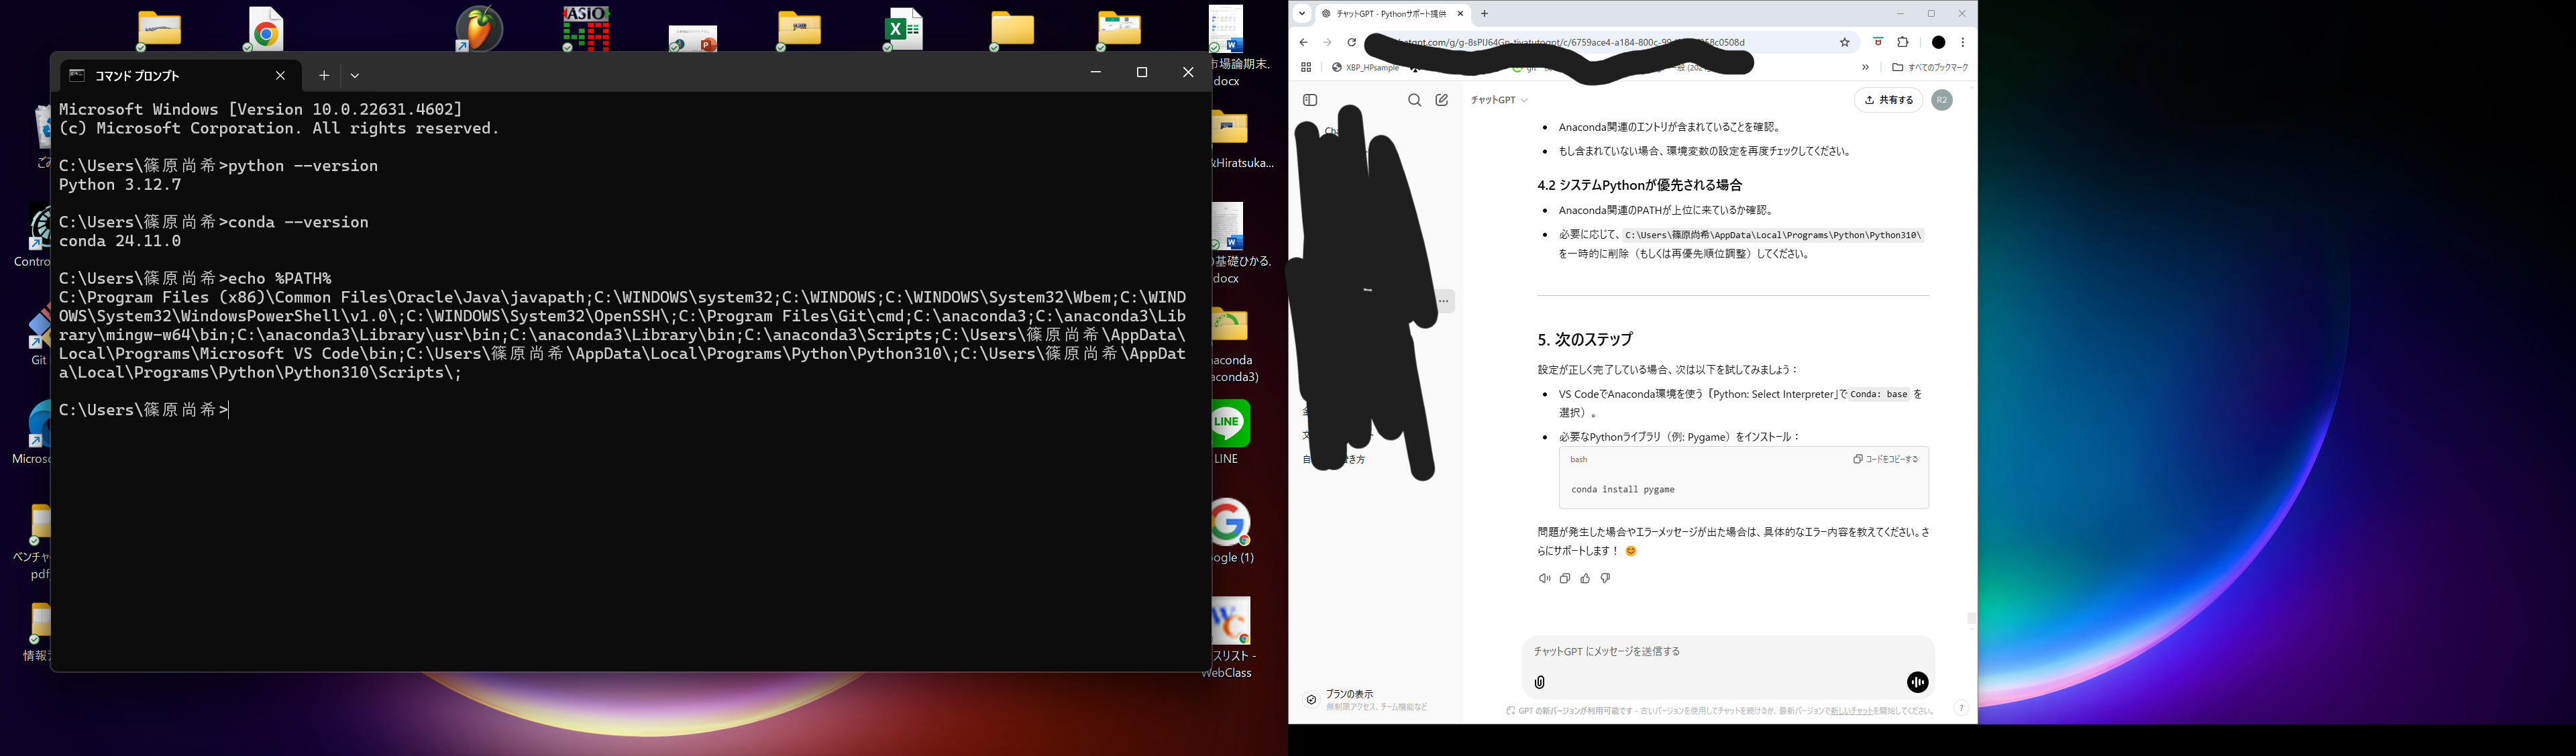 コマンド プロンプト
Microsoft Windows [Version 10.0.22631.4602]
(c) Microsoft Corporation. All rights reserved.
C:\Users\篠原尚希>python --version
Python 3.12.7
C:\Users\篠原尚希>conda --version
conda 24.11.0
C:\Users\篠原尚希>echo %PATH%
C:\Program Files (x86)\Common Files\Oracle\Java\javapath;C:\WINDOWS\system32;C:\WINDOWS;C:\WINDOWS\System32\Wbem;C:\WIND
OWS\System32\WindowsPowerShell\v1.0\;C:\WINDOWS\System32\OpenSSH\;C:\Program Files\Git\cmd;C:\anaconda3;C:\anaconda3\Lib
rary\mingw-w64\bin;C:\anaconda3\Library\usr\bin;C:\anaconda3\Library\bin;C:\anaconda3\Scripts;C:\Users\篠原尚希\AppData\
Local\Programs\Microsoft VS Code\bin;C:\Users\篠原尚希\AppData\Local\Programs\Python\Python310\;C:\Users\篠原尚希\AppDat
a\Local\Programs\Python\Python310\Scripts\;
C:\Users\篠原尚希>
ASIO
Contro
Git
Micros
ベンチャ
pdf
情報
市場論期末.
docx
&Hiratsuka...
基礎ひかる.
docx
naconda
aconda3)
LINE
LINE
ogle (1)
スリスト -
WebClass
チャットGPT - Pythonサポート提供
XBP_HPsample
すべてのブックマーク
チャットGPT
共有する
R2
Anaconda関連のエントリが含まれていることを確認。
もし含まれていない場合、環境変数の設定を再度チェックしてください。
4.2 システムPythonが優先される場合
Anaconda関連のPATHが上位に来ているか確認。
必要に応じて、 C:\Users\篠原尚希\AppData\Local\Programs\Python\Python310\
を一時的に削除（もしくは再優先順位調整）してください。
5. 次のステップ
設定が正しく完了している場合、次は以下を試してみましょう：
VS CodeでAnaconda環境を使う（「Python: Select Interpreter」で Conda: base を
選択）。
必要なPythonライブラリ（例: Pygame）をインストール：
bash
コードをコピーする
conda install pygame
問題が発生した場合やエラーメッセージが出た場合は、具体的なエラー内容を教えてください。さ
らにサポートします！ 😊
チャットGPT にメッセージを送信する
プランの表示
無制限アクセス、チーム機能など
GPT の新バージョンが利用可能です - 古いバージョンを使用してチャットを続けるか、最新バージョンで新しいチャットを開始してください。
?